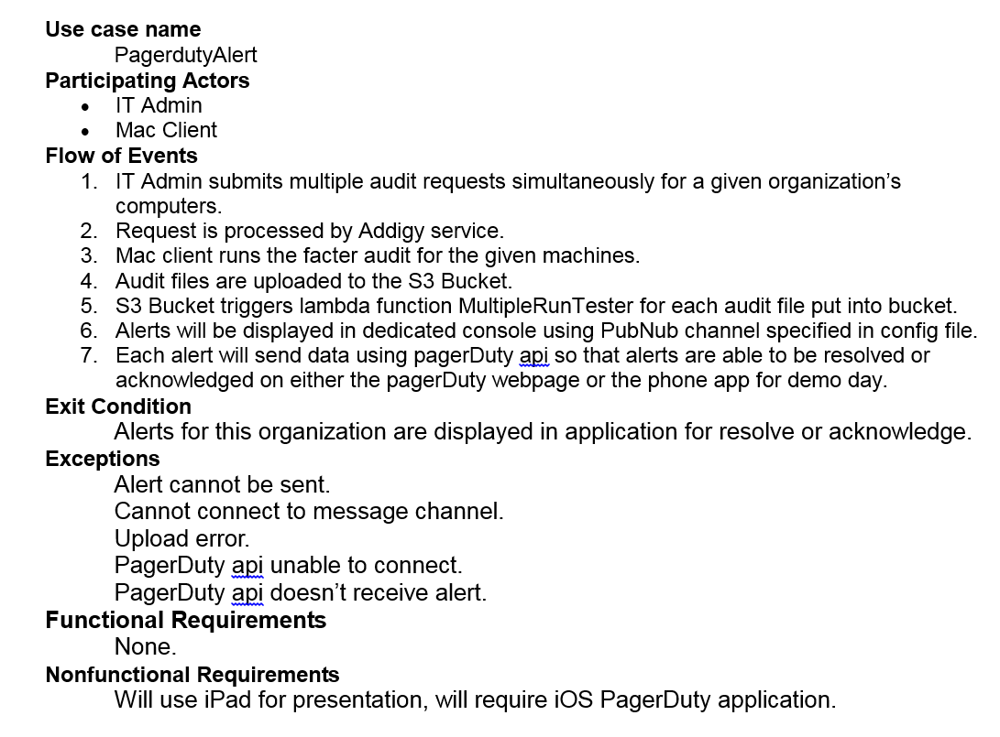 Use case name
PagerdutyAlert
Participating Actors
• IT Admin
• Mac Client
Flow of Events
1. IT Admin submits multiple audit requests simultaneously for a given organization’s
computers.
2. Request is processed by Addigy service.
3. Mac client runs the facter audit for the given machines.
4. Audit files are uploaded to the S3 Bucket.
5. S3 Bucket triggers lambda function MultipleRunTester for each audit file put into bucket.
6. Alerts will be displayed in dedicated console using PubNub channel specified in config file.
7. Each alert will send data using pagerDuty api so that alerts are able to be resolved or
acknowledged on either the pagerDuty webpage or the phone app for demo day.
Exit Condition
Alerts for this organization are displayed in application for resolve or acknowledge.
Exceptions
Alert cannot be sent.
Cannot connect to message channel.
Upload error.
PagerDuty api unable to connect.
PagerDuty api doesn’t receive alert.
Functional Requirements
None.
Nonfunctional Requirements
Will use iPad for presentation, will require iOS PagerDuty application.